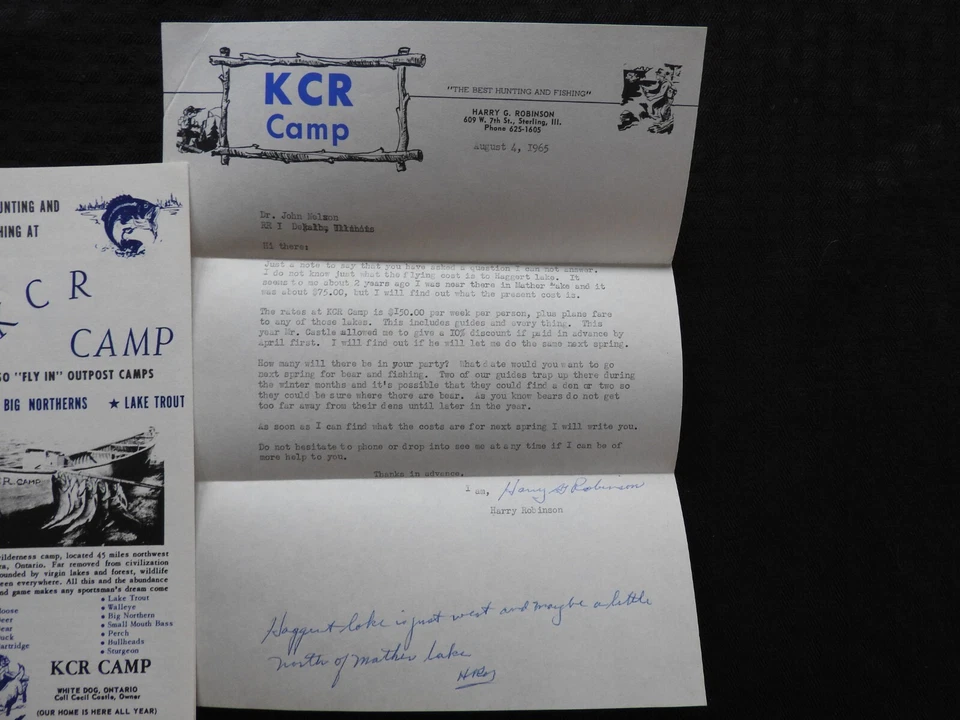 KCR
Camp
"THE BEST HUNTING AND FISHING"
HARRY G. ROBINSON
609 W. 7th St., Sterling, Ill.
Phone 625-1605
August 4, 1965
Dr. John Nelson
RR I DeKalb, Illinois
Hi there:
Just a note to say that you have asked a question I can not answer.
I do not know just what the flying cost is to Haggert lake. It
seems to me about 2 years ago I was near there in Mather Lake and it
was about $75.00, but I will find out what the present cost is.
The rates at KCR Camp is $150.00 per week per person, plus plane fare
to any of those lakes. This includes guides and every thing. This
year Mr. Castle allowed me to give a 10% discount if paid in advance by
April first. I will find out if he will let me do the same next spring.
How many will there be in your party? What date would you want to go
next spring for bear and fishing. Two of our guides trap up there during
the winter months and it's possible that they could find a den or two so
they could be sure where there are bear. As you know bears do not get
too far away from their dens until later in the year.
As soon as I can find what the costs are for next spring I will write you.
Do not hesitate to phone or drop into see me at any time if I can be of
more help to you.
Thanks in advance.
I am, Harry G Robinson
Harry Robinson
Haggert lake is just west and maybe a little
north of Mather lake
UNTING AND
HING AT
C R
CAMP
SO "FLY IN" OUTPOST CAMPS
BIG NORTHERNS ★ LAKE TROUT
CR CAMP
ilderness camp, located 45 miles northwest
ra, Ontario. Far removed from civilization
ounded by virgin lakes and forest, wildlife
een everywhere. All this and the abundance
nd game makes any sportsman's dream come
oose
eer
ear
uck
artridge
• Lake Trout
• Walleye
• Big Northern
• Small Mouth Bass
• Perch
• Bullheads
• Sturgeon
KCR CAMP
WHITE DOG, ONTARIO
Call Cecil Castle, Owner
(OUR HOME IS HERE ALL YEAR)